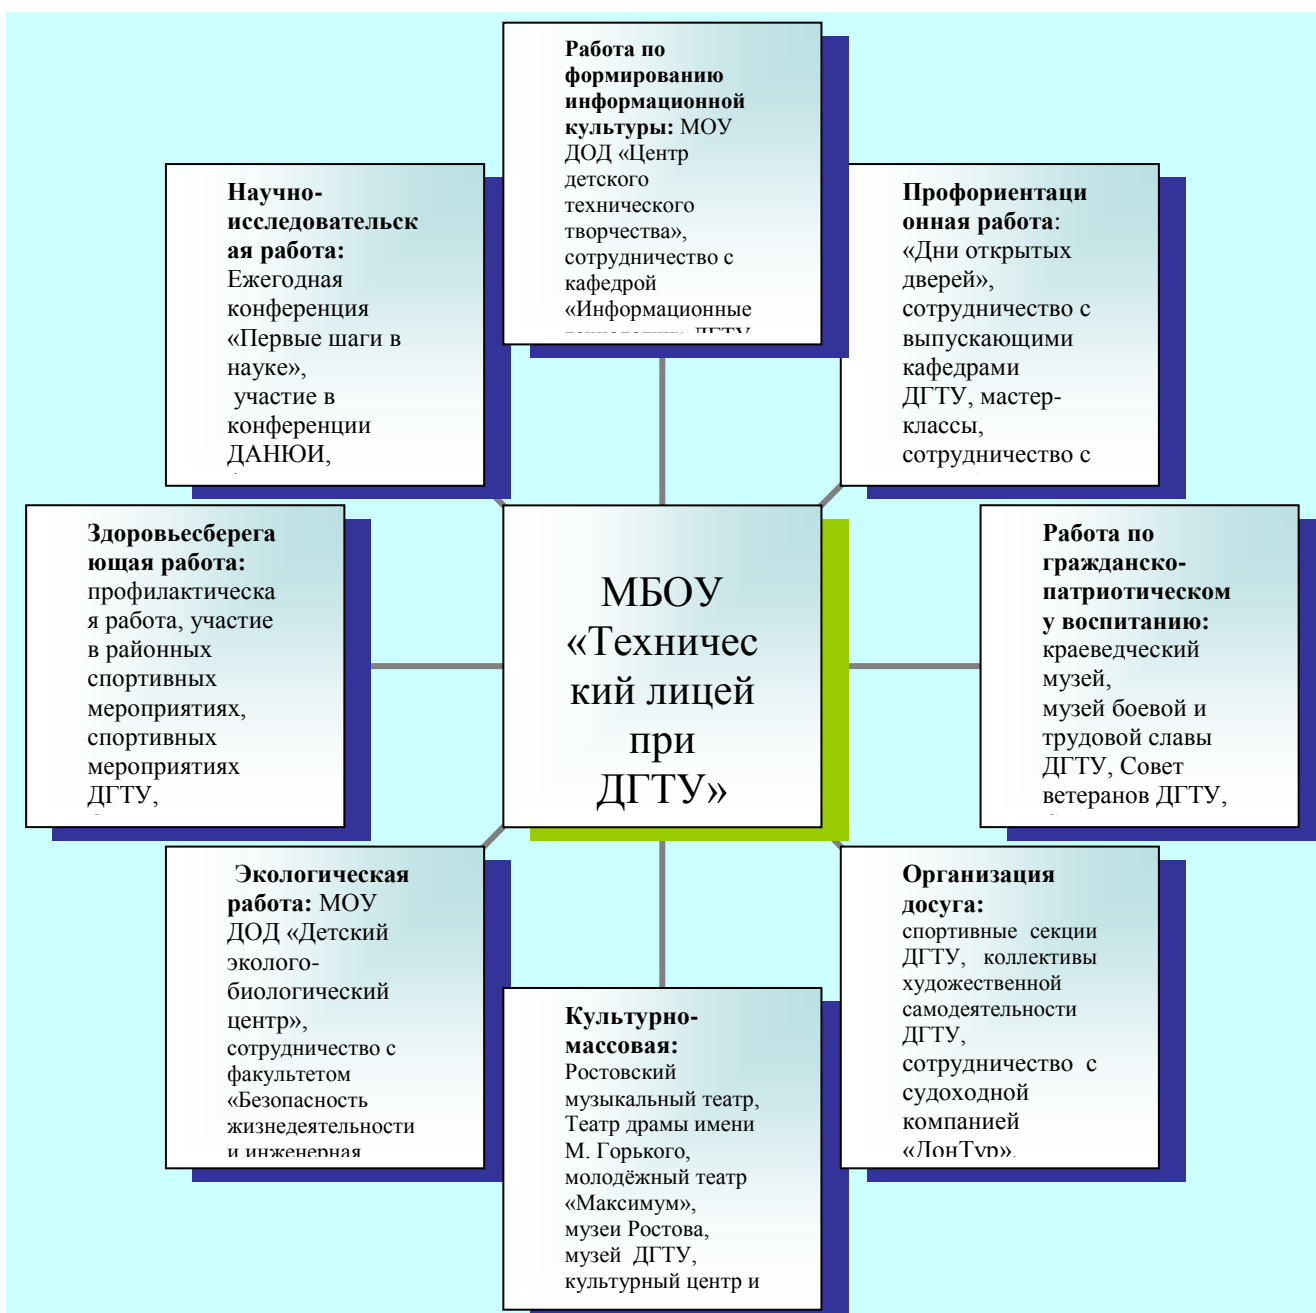 Работа по
формированию
информационной
культуры: МОУ
ДОД «Центр
детского
технического
творчества»,
сотрудничество с
кафедрой
«Информационные
Научно-
исследовательск
ая работа:
Ежегодная
конференция
«Первые шаги в
науке»,
участие в
конференции
ДАНЮИ,
Профориентаци
онная работа:
«Дни открытых
дверей»,
сотрудничество с
выпускающими
кафедрами
ДГТУ, мастер-
классы,
сотрудничество с
Здоровьесберега
ющая работа:
профилактическа
я работа, участие
в районных
спортивных
мероприятиях,
спортивных
мероприятиях
ДГТУ,
МБОУ
«Техничес
кий лицей
при
ДГТУ»
Работа по
гражданско-
патриотическом
у воспитанию:
краеведческий
музей,
музей боевой и
трудовой славы
ДГТУ, Совет
ветеранов ДГТУ,
Экологическая
работа: МОУ
ДОД «Детский
эколого-
биологический
центр»,
сотрудничество с
факультетом
«Безопасность
жизнедеятельности
и инженерная
Культурно-
массовая:
Ростовский
музыкальный театр,
Театр драмы имени
М. Горького,
молодёжный театр
«Максимум»,
музеи Ростова,
музей ДГТУ,
культурный центр и
Организация
досуга:
спортивные секции
ДГТУ, коллективы
художественной
самодеятельности
ДГТУ,
сотрудничество с
судоходной
компанией
«ДонТур».